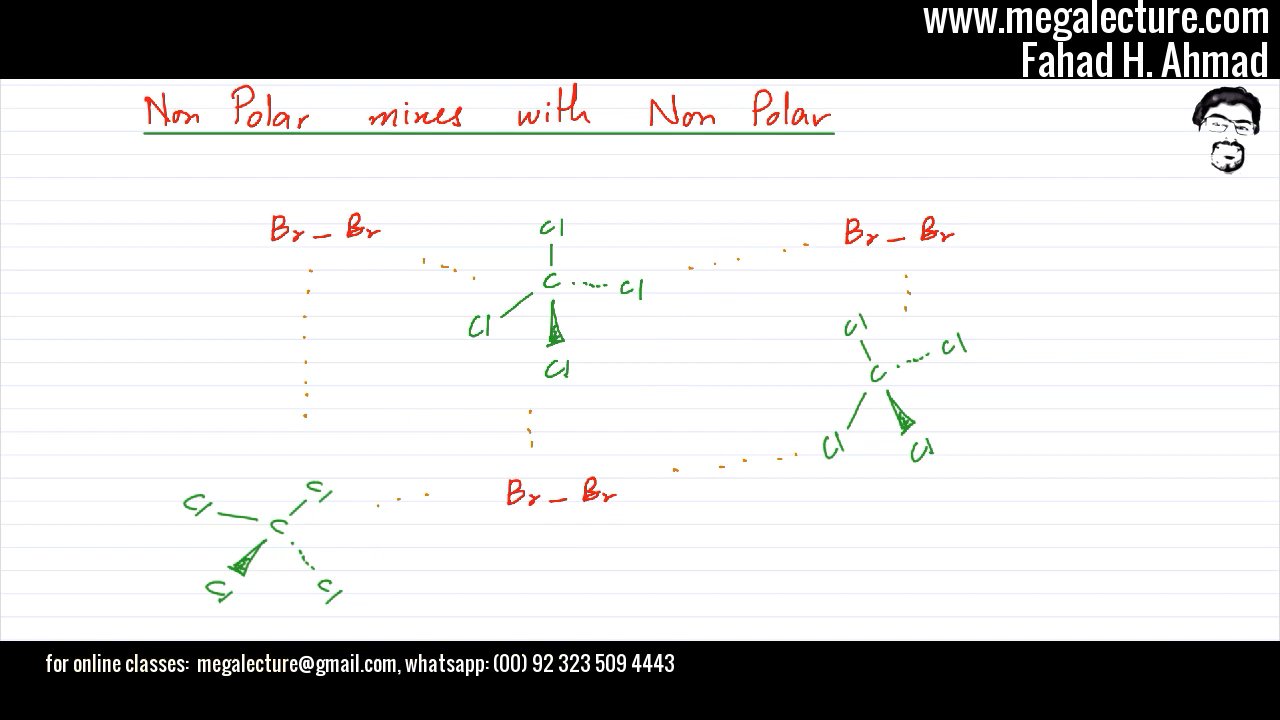 www.megalecture.com
Fahad H. Ahmad
Non Polar mixes with Non Polar
Br - Br
Cl
Br - Br
C
Cl
Cl
Cl
Cl
Cl
C
Cl
Cl
Cl
Br - Br
Cl
Cl
C
Cl
Cl
for online classes: megalecture@gmail.com, whatsapp: (00) 92 323 509 4443